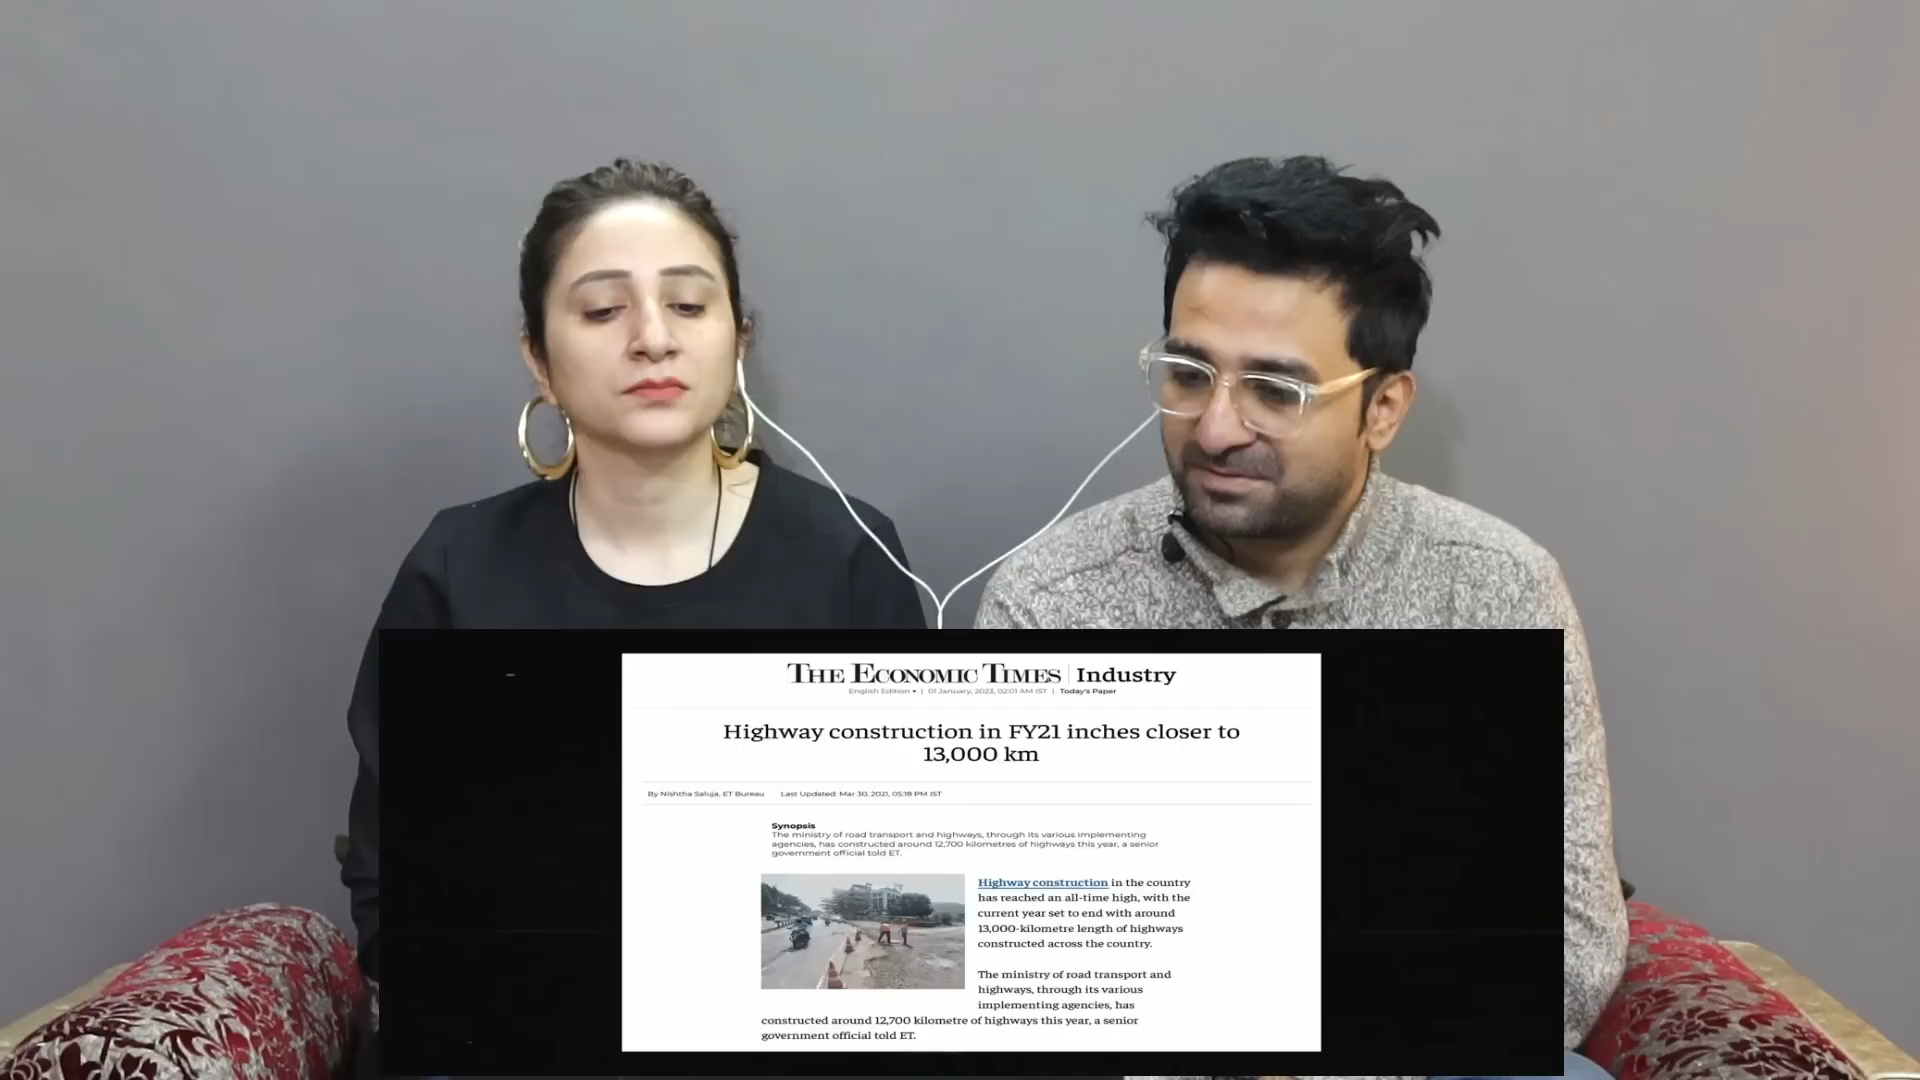 THE ECONOMIC TIMES | Industry
English Edition ▾ | 01 January, 2023, 02:01 AM IST | Today's Paper
Highway construction in FY21 inches closer to
13,000 km
By Nishtha Saluja, ET Bureau Last Updated: Mar 30, 2021, 05:18 PM IST
Synopsis
The ministry of road transport and highways, through its various implementing
agencies, has constructed around 12,700 kilometres of highways this year, a senior
government official told ET.
Highway construction in the country
has reached an all-time high, with the
current year set to end with around
13,000-kilometre length of highways
constructed across the country.
The ministry of road transport and
highways, through its various
implementing agencies, has
constructed around 12,700 kilometre of highways this year, a senior
government official told ET.